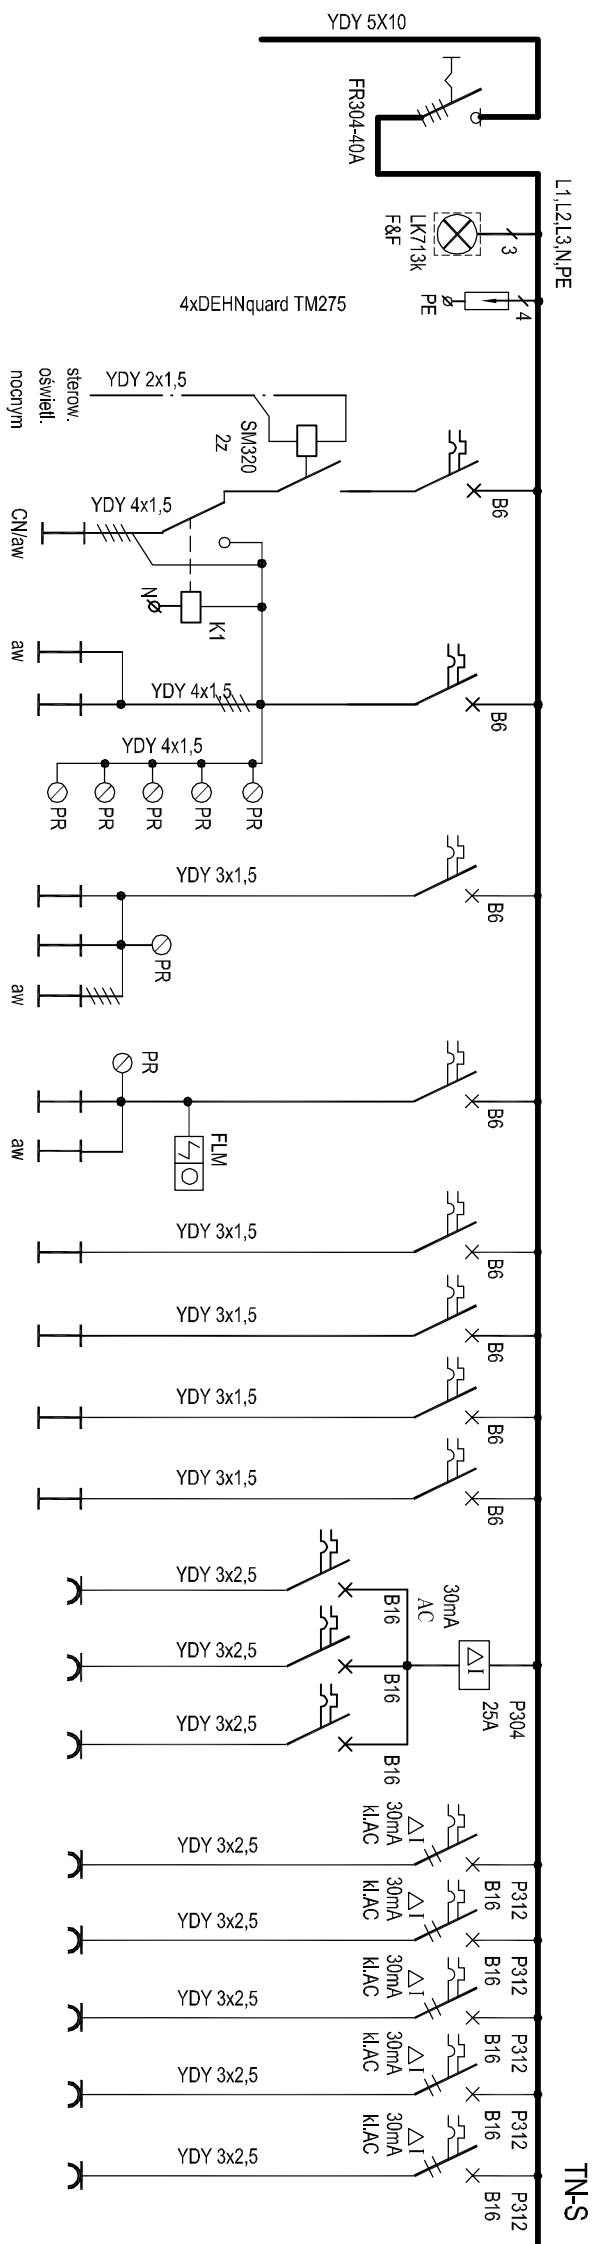 YDY 5X10
FR304-40A
L1,L2,L3,N,PE
LK713k
F&F
3
4xDEHNquard TM275
PE
4
sterow.
oświetl.
nocnym
YDY 2x1,5
SM320
2z
B6
CN/aw
YDY 4x1,5
N
K1
aw
YDY 4x1,5
B6
YDY 4x1,5
PR
PR
PR
PR
PR
YDY 3x1,5
B6
PR
aw
PR
B6
FLM
aw
YDY 3x1,5
B6
YDY 3x1,5
B6
YDY 3x1,5
B6
YDY 3x1,5
B6
YDY 3x2,5
B16
30mA
AC
ΔI
P304
25A
YDY 3x2,5
B16
YDY 3x2,5
B16
YDY 3x2,5
30mA
kl.AC
ΔI
P312
B16
YDY 3x2,5
30mA
kl.AC
ΔI
P312
B16
YDY 3x2,5
30mA
kl.AC
ΔI
P312
B16
YDY 3x2,5
30mA
kl.AC
ΔI
P312
B16
YDY 3x2,5
30mA
kl.AC
ΔI
P312
B16
TN-S